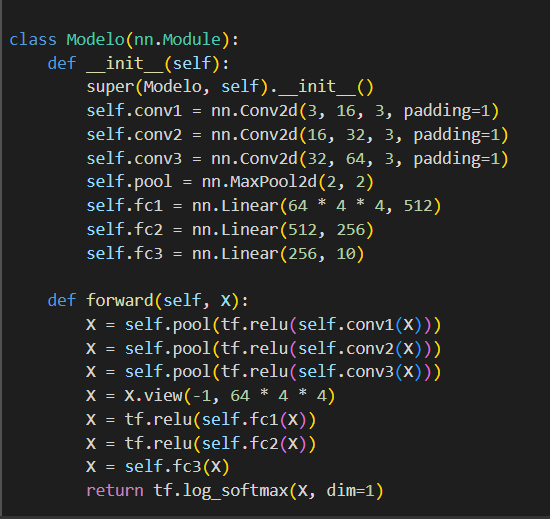 class Modelo(nn.Module):
    def __init__(self):
        super(Modelo, self).__init__()
        self.conv1 = nn.Conv2d(3, 16, 3, padding=1)
        self.conv2 = nn.Conv2d(16, 32, 3, padding=1)
        self.conv3 = nn.Conv2d(32, 64, 3, padding=1)
        self.pool = nn.MaxPool2d(2, 2)
        self.fc1 = nn.Linear(64 * 4 * 4, 512)
        self.fc2 = nn.Linear(512, 256)
        self.fc3 = nn.Linear(256, 10)

    def forward(self, X):
        X = self.pool(tf.relu(self.conv1(X)))
        X = self.pool(tf.relu(self.conv2(X)))
        X = self.pool(tf.relu(self.conv3(X)))
        X = X.view(-1, 64 * 4 * 4)
        X = tf.relu(self.fc1(X))
        X = tf.relu(self.fc2(X))
        X = self.fc3(X)
        return tf.log_softmax(X, dim=1)